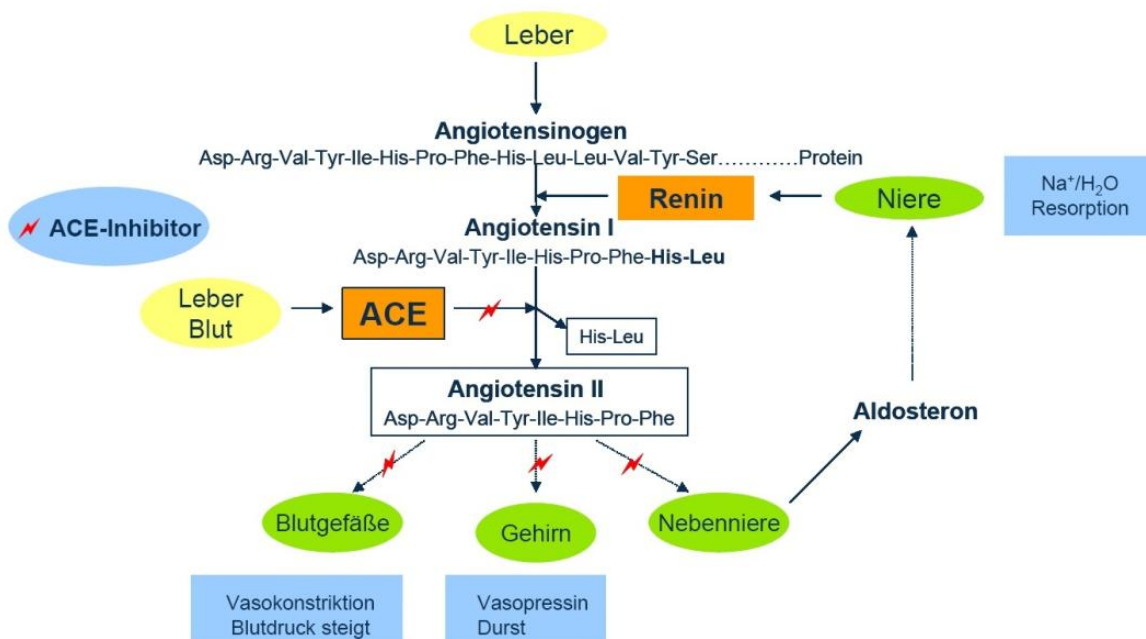 Leber
Angiotensinogen
Asp-Arg-Val-Tyr-Ile-His-Pro-Phe-His-Leu-Leu-Val-Tyr-Ser............Protein
Renin
Niere
Na⁺/H₂O
Resorption
ACE-Inhibitor
Angiotensin I
Asp-Arg-Val-Tyr-Ile-His-Pro-Phe-His-Leu
Leber
Blut
ACE
His-Leu
Angiotensin II
Asp-Arg-Val-Tyr-Ile-His-Pro-Phe
Aldosteron
Blutgefäße
Gehirn
Nebenniere
Vasokonstriktion
Blutdruck steigt
Vasopressin
Durst